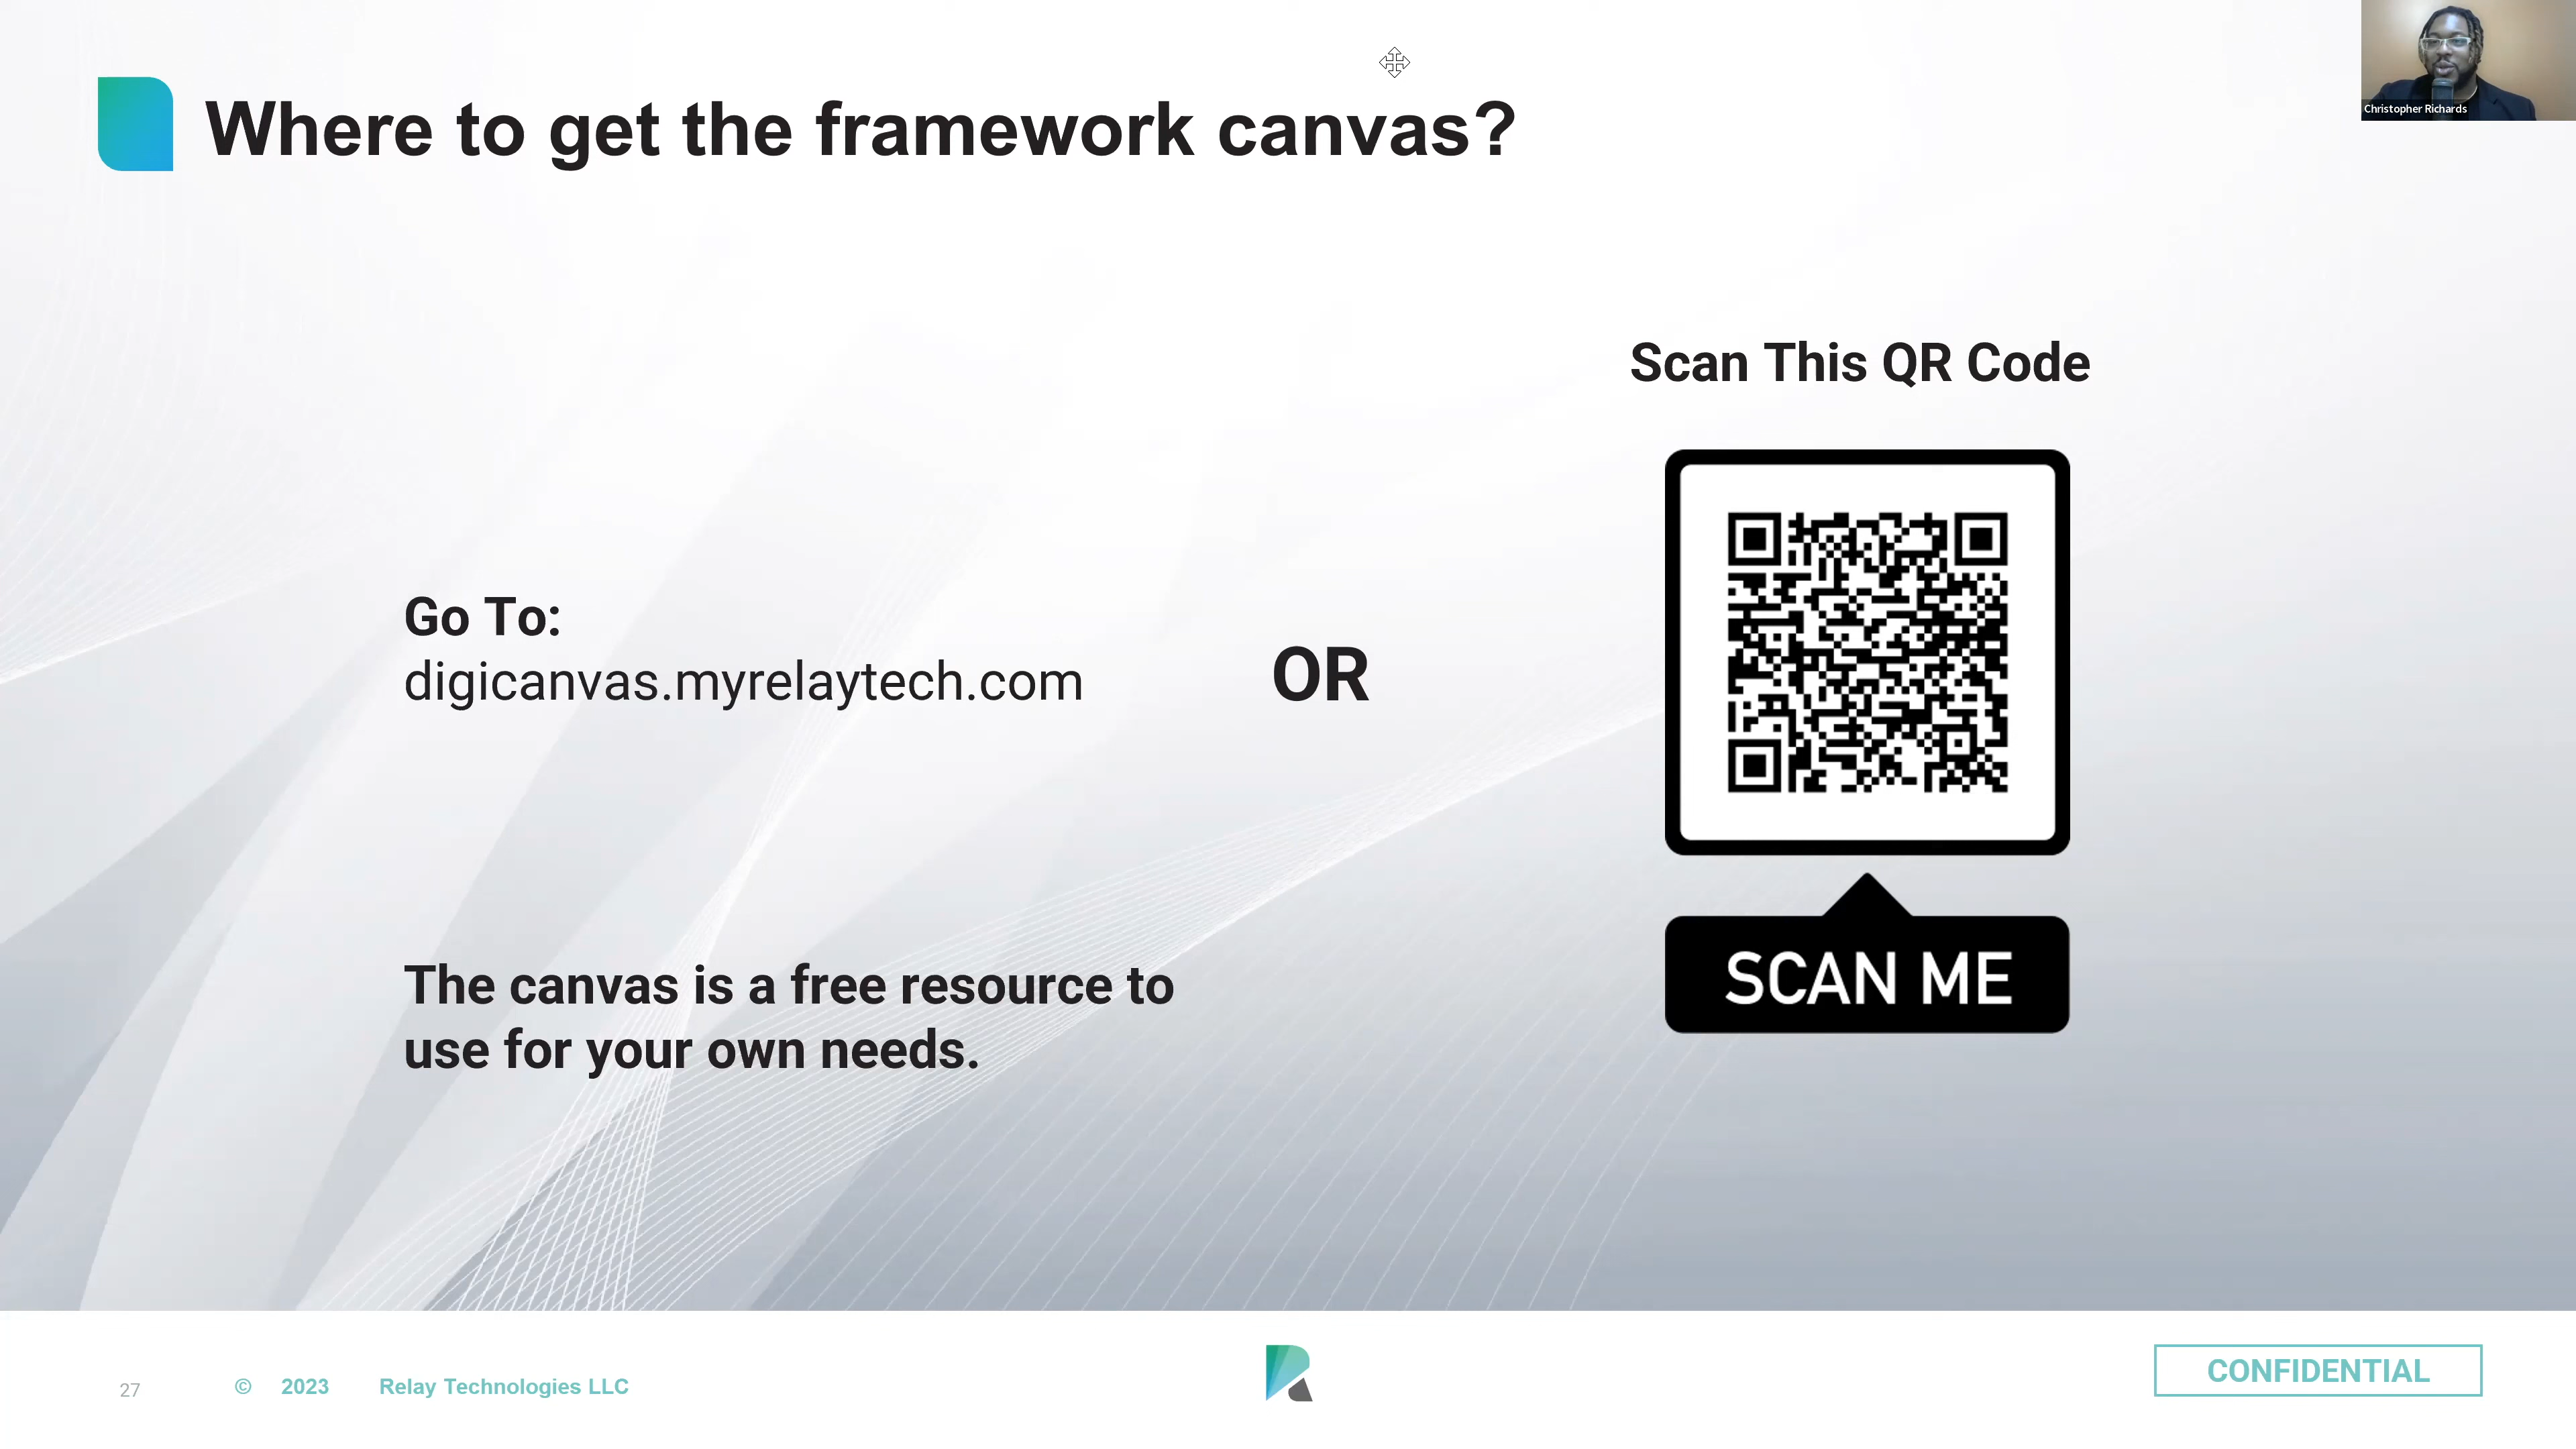 Christopher Richards
Where to get the framework canvas?
Scan This QR Code
Go To:
digicanvas.myrelaytech.com
OR
The canvas is a free resource to
use for your own needs.
SCAN ME
27 © 2023 Relay Technologies LLC
CONFIDENTIAL